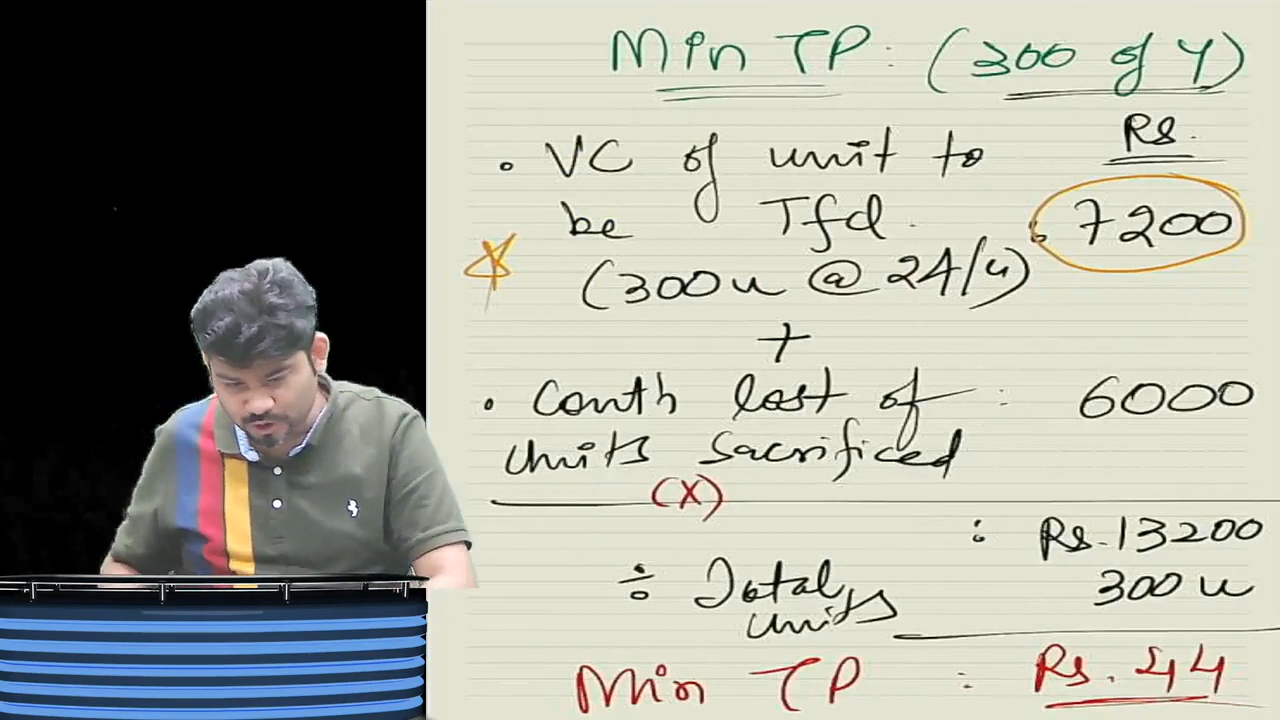 Min TP: (300 of Y)
Rs.
• VC of unit to
be Tfd. : 7200
(300u @ 24/u)
+
• Contn lost of : 6000
units sacrificed
(X)
: Rs. 13200
÷ Total units 300 u
Min TP : Rs. 44